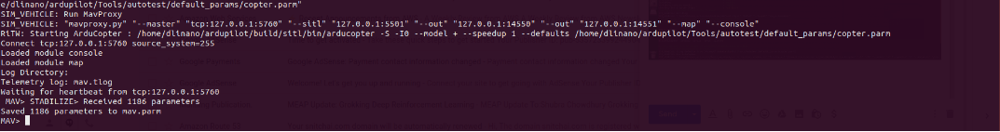 e/dlinano/ardupilot/Tools/autotest/default_params/copter.parm"
SIM_VEHICLE: Run MavProxy
SIM_VEHICLE: "mavproxy.py" "--master" "tcp:127.0.0.1:5760" "--sitl" "127.0.0.1:5501" "--out" "127.0.0.1:14550" "--out" "127.0.0.1:14551" "--map" "--console"
RiTW: Starting ArduCopter : /home/dlinano/ardupilot/build/sitl/bin/arducopter -S -I0 --model + --speedup 1 --defaults /home/dlinano/ardupilot/Tools/autotest/default_params/copter.parm
Connect tcp:127.0.0.1:5760 source_system=255
Loaded module console
Loaded module map
Log Directory:
Telemetry log: mav.tlog
Waiting for heartbeat from tcp:127.0.0.1:5760
MAV> STABILIZE> Received 1186 parameters
Saved 1186 parameters to mav.parm
MAV>